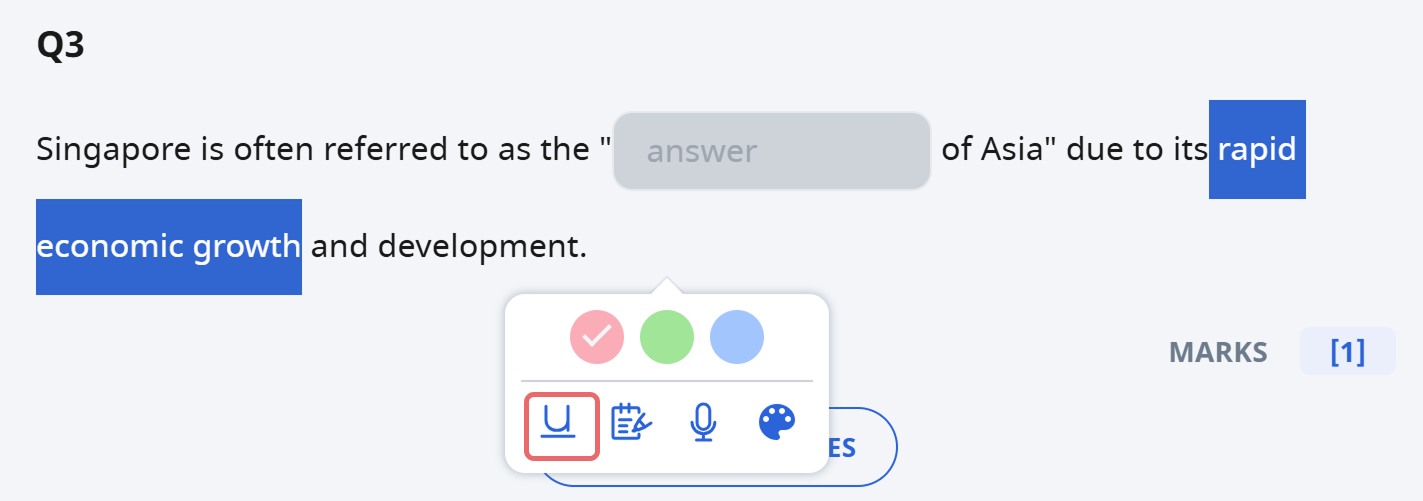 Q3
Singapore is often referred to as the " answer of Asia" due to its rapid
economic growth and development.
MARKS [1]
ES